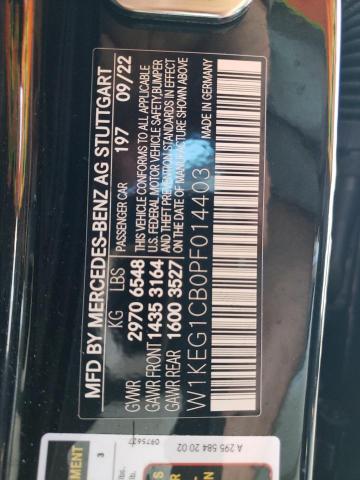 MFD BY MERCEDES-BENZ AG STUTTGART
KG LBS PASSENGER CAR 197 09/22
GVWR 2970 6548 THIS VEHICLE CONFORMS TO ALL APPLICABLE
GAWR FRONT 1435 3164 U.S. FEDERAL MOTOR VEHICLE SAFETY, BUMPER
GAWR REAR 1600 3527 AND THEFT PREVENTION STANDARDS IN EFFECT
ON THE DATE OF MANUFACTURE SHOWN ABOVE
W1KEG1CB0PF014403 MADE IN GERMANY
A 295 584 20 02
3